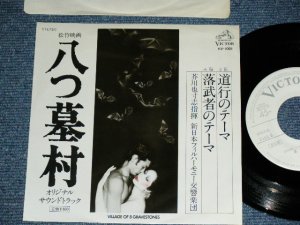 STEREO
松竹映画
八つ墓村
オリジナル
サウンドトラック
道行のテーマ
落武者のテーマ
芥川也寸志指揮 新日本フィルハーモニー交響楽団
VILLAGE OF 8 GRAVESTONES
VICTOR